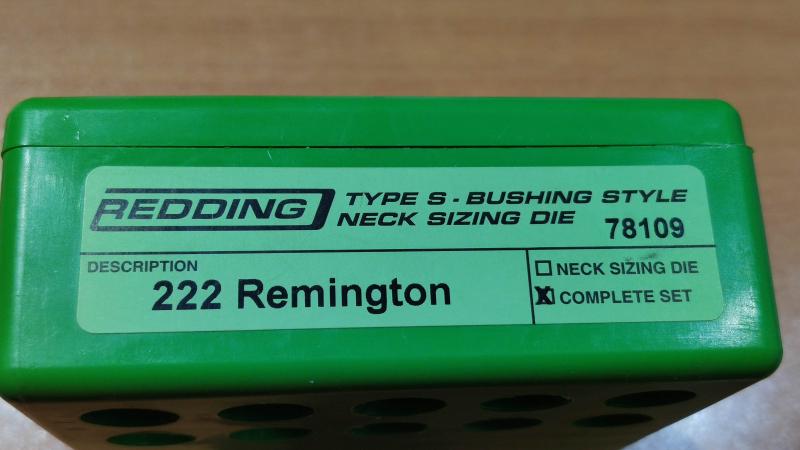 REDDING
TYPE S - BUSHING STYLE
NECK SIZING DIE 78109
DESCRIPTION
222 Remington
NECK SIZING DIE
X COMPLETE SET